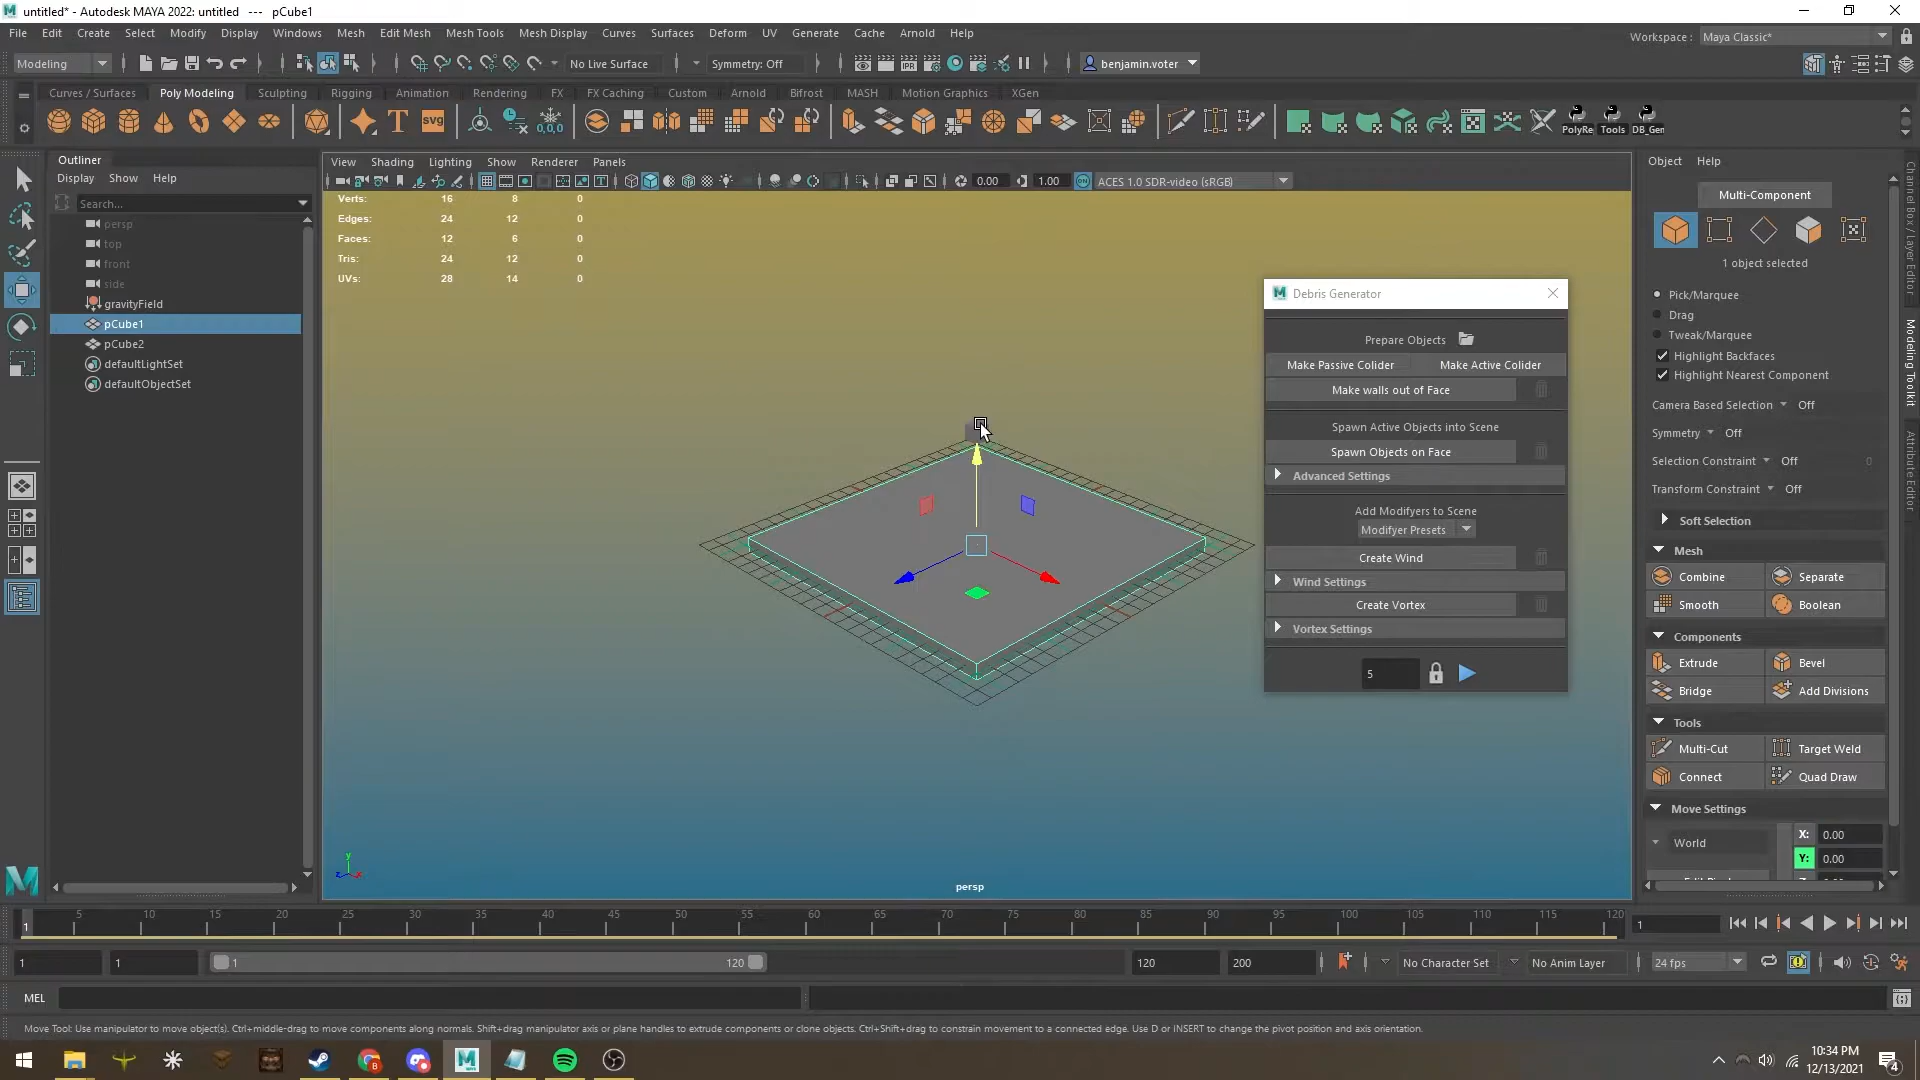 untitled* - Autodesk MAYA 2022: untitled --- pCube1
File Edit Create Select Modify Display Windows Mesh Edit Mesh Mesh Tools Mesh Display Curves Surfaces Deform UV Generate Cache Arnold Help
Workspace : Maya Classic*
Modeling No Live Surface Symmetry: Off benjamin.voter
Curves / Surfaces Poly Modeling Sculpting Rigging Animation Rendering FX FX Caching Custom Arnold Bifrost MASH Motion Graphics XGen
PolyRe Tools DB_Gen
Outliner
Display Show Help
Search...
persp
top
front
side
gravityField
pCube1
pCube2
defaultLightSet
defaultObjectSet
View Shading Lighting Show Renderer Panels
0.00 1.00 ACES 1.0 SDR-video (sRGB)
Verts: 16 8 0
Edges: 24 12 0
Faces: 12 6 0
Tris: 24 12 0
UVs: 28 14 0
persp
Debris Generator
Prepare Objects
Make Passive Collider Make Active Collider
Make walls out of Face
Spawn Active Objects into Scene
Spawn Objects on Face
Advanced Settings
Add Modifyers to Scene
Modifyer Presets
Create Wind
Wind Settings
Create Vortex
Vortex Settings
5
Object Help
Multi-Component
1 object selected
Pick/Marquee
Drag
Tweak/Marquee
Highlight Backfaces
Highlight Nearest Component
Camera Based Selection Off
Symmetry Off
Selection Constraint Off 0
Transform Constraint Off
Soft Selection
Mesh
Combine Separate
Smooth Boolean
Components
Extrude Bevel
Bridge Add Divisions
Tools
Multi-Cut Target Weld
Connect Quad Draw
Move Settings
World
X: 0.00
Y: 0.00
Channel Box / Layer Editor
Modeling Toolkit
Attribute Editor
1 5 10 15 20 25 30 35 40 45 50 55 60 65 70 75 80 85 90 95 100 105 110 115 120
1
1 1 1 120 120 200 No Character Set No Anim Layer 24 fps
MEL
Move Tool: Use manipulator to move object(s). Ctrl+middle-drag to move components along normals. Shift+drag manipulator axis or plane handles to extrude components or clone objects. Ctrl+Shift+drag to constrain movement to a connected edge. Use D or INSERT to change the pivot position and axis orientation.
10:34 PM
12/13/2021
4